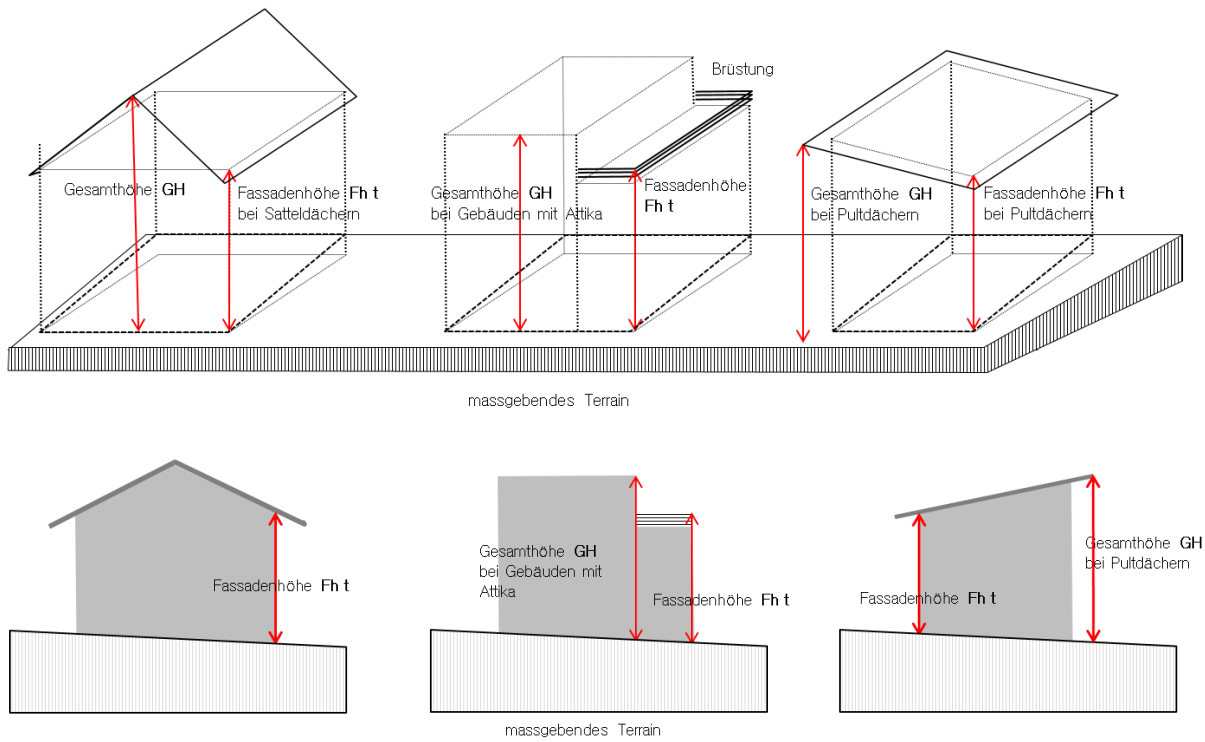 Brüstung
Gesamthöhe GH
Fassadenhöhe Fh t
bei Satteldächern
Gesamthöhe GH
bei Gebäuden mit Attika
Fassadenhöhe
Fh t
Gesamthöhe GH
bei Pultdächern
Fassadenhöhe Fh t
bei Pultdächern
massgebendes Terrain
Fassadenhöhe Fh t
Gesamthöhe GH
bei Gebäuden mit
Attika
Fassadenhöhe Fh t
Fassadenhöhe Fh t
Gesamthöhe GH
bei Pultdächern
massgebendes Terrain